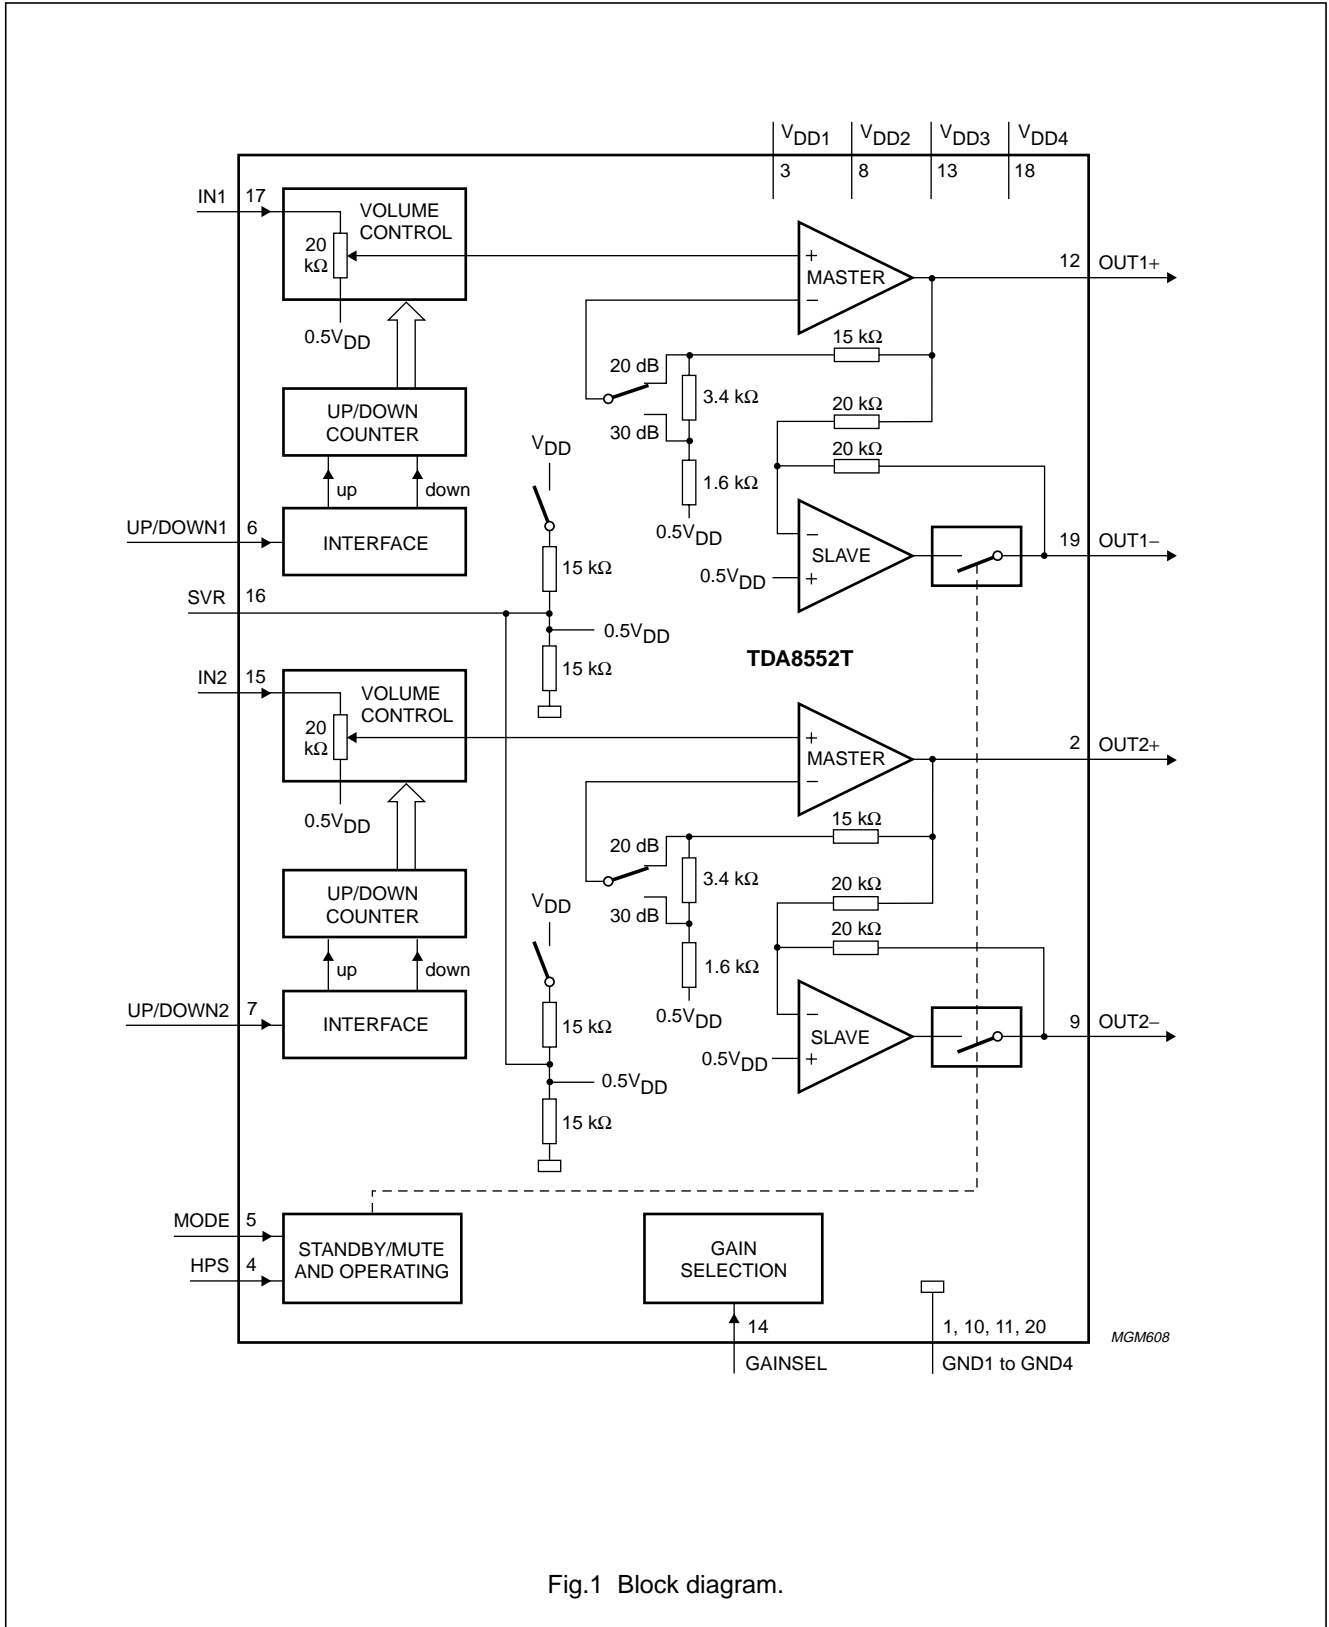 VDD1 VDD2 VDD3 VDD4
3 8 13 18
IN1 17
VOLUME
CONTROL
20
kΩ
0.5VDD
+
MASTER
−
12 OUT1+
15 kΩ
20 dB
3.4 kΩ
30 dB
1.6 kΩ
0.5VDD
20 kΩ
20 kΩ
UP/DOWN
COUNTER
up down
VDD
UP/DOWN1 6
INTERFACE
15 kΩ
−
SLAVE
0.5VDD +
19 OUT1−
SVR 16
0.5VDD
15 kΩ
TDA8552T
IN2 15
VOLUME
CONTROL
20
kΩ
0.5VDD
+
MASTER
−
2 OUT2+
15 kΩ
20 dB
3.4 kΩ
30 dB
1.6 kΩ
0.5VDD
20 kΩ
20 kΩ
UP/DOWN
COUNTER
up down
VDD
UP/DOWN2 7
INTERFACE
15 kΩ
−
SLAVE
0.5VDD +
9 OUT2−
0.5VDD
15 kΩ
MODE 5
HPS 4
STANDBY/MUTE
AND OPERATING
GAIN
SELECTION
14
GAINSEL
1, 10, 11, 20
GND1 to GND4
MGM608
Fig.1 Block diagram.